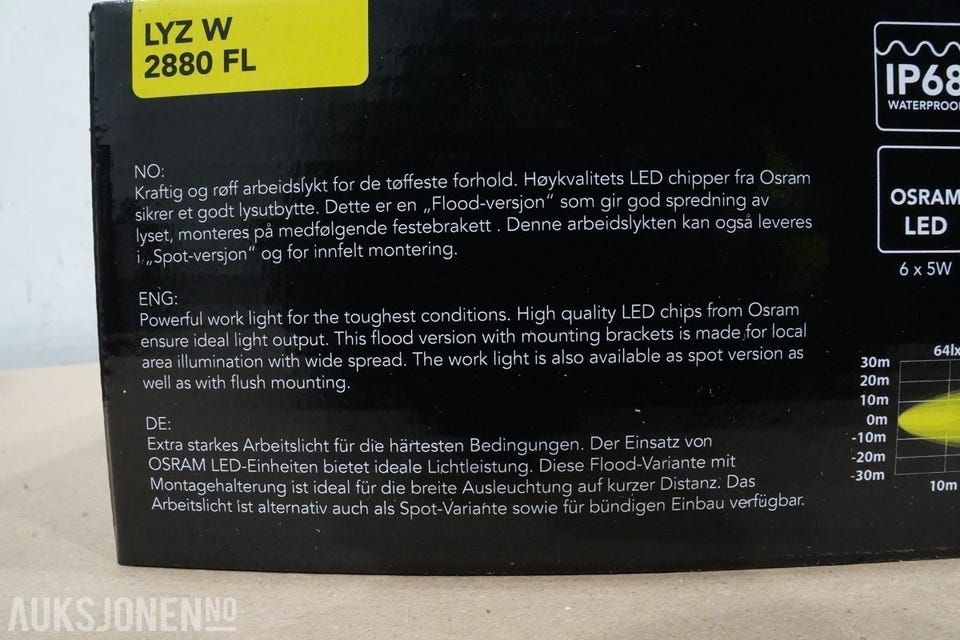 LYZ W
2880 FL
NO:
Kraftig og røff arbeidslykt for de tøffeste forhold. Høykvalitets LED chipper fra Osram
sikrer et godt lysutbytte. Dette er en „Flood-versjon“ som gir god spredning av
lyset, monteres på medfølgende festebrakett . Denne arbeidslykten kan også leveres
i „Spot-versjon“ og for innfelt montering.
ENG:
Powerful work light for the toughest conditions. High quality LED chips from Osram
ensure ideal light output. This flood version with mounting brackets is made for local
area illumination with wide spread. The work light is also available as spot version as
well as with flush mounting.
DE:
Extra starkes Arbeitslicht für die härtesten Bedingungen. Der Einsatz von
OSRAM LED-Einheiten bietet ideale Lichtleistung. Diese Flood-Variante mit
Montagehalterung ist ideal für die breite Ausleuchtung auf kurzer Distanz. Das
Arbeitslicht ist alternativ auch als Spot-Variante sowie für bündigen Einbau verfügbar.
IP68
WATERPROO
OSRAM
LED
6 x 5W
64lx
30m
20m
10m
0m
-10m
-20m
-30m
10m
AUKSJONEN NO